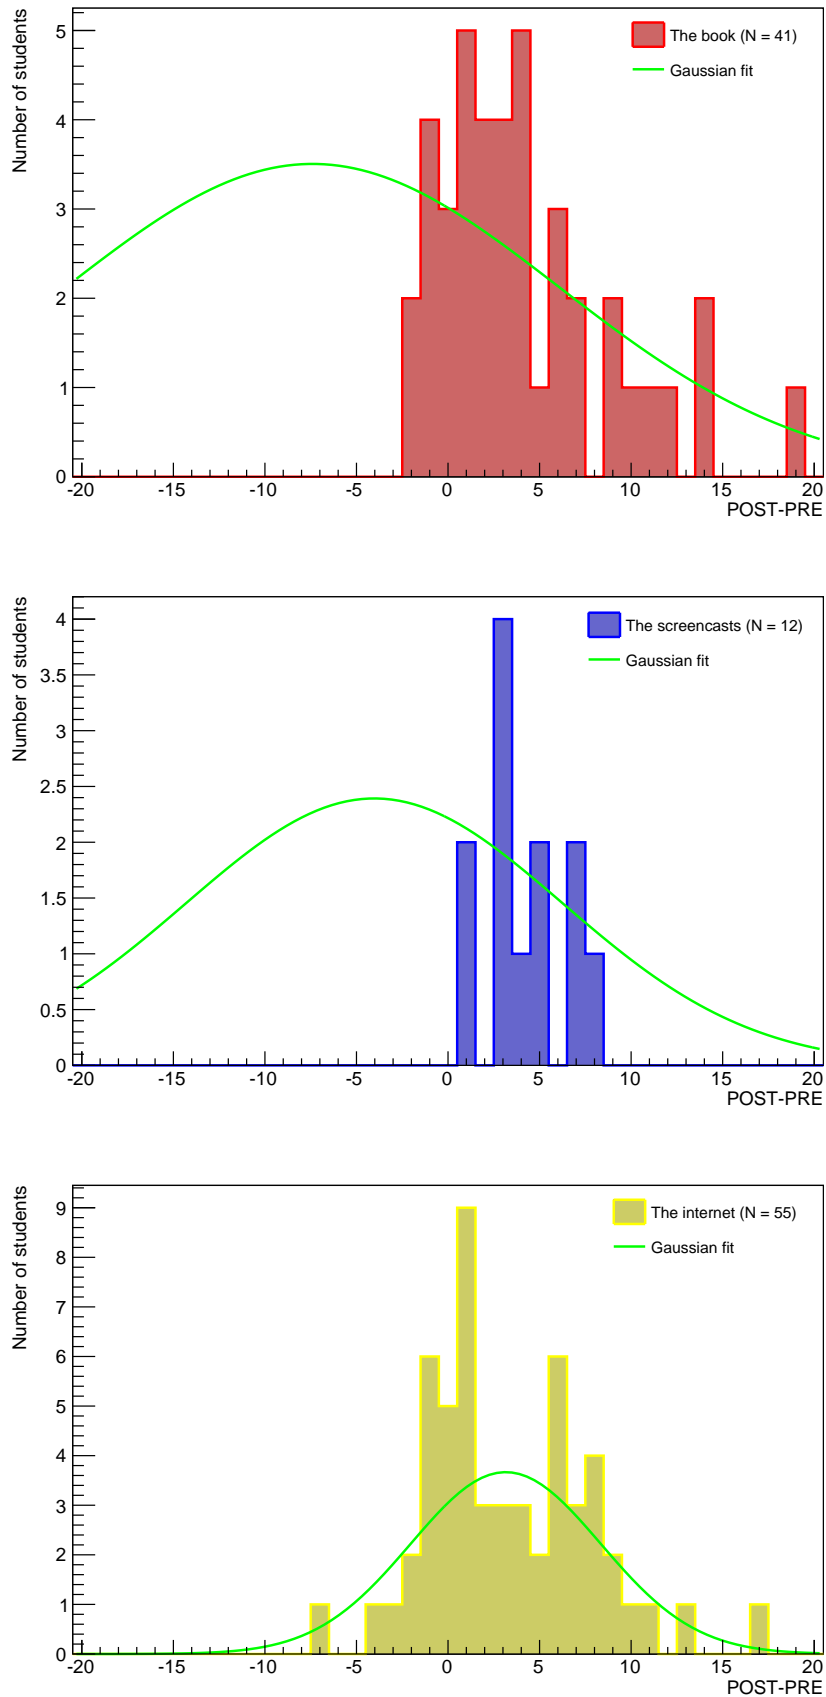 Number of students
5
4
3
2
1
0
The book (N = 41)
Gaussian fit
-20 -15 -10 -5 0 5 10 15 20
POST-PRE
Number of students
4
3.5
3
2.5
2
1.5
1
0.5
0
The screencasts (N = 12)
Gaussian fit
-20 -15 -10 -5 0 5 10 15 20
POST-PRE
Number of students
9
8
7
6
5
4
3
2
1
0
The internet (N = 55)
Gaussian fit
-20 -15 -10 -5 0 5 10 15 20
POST-PRE